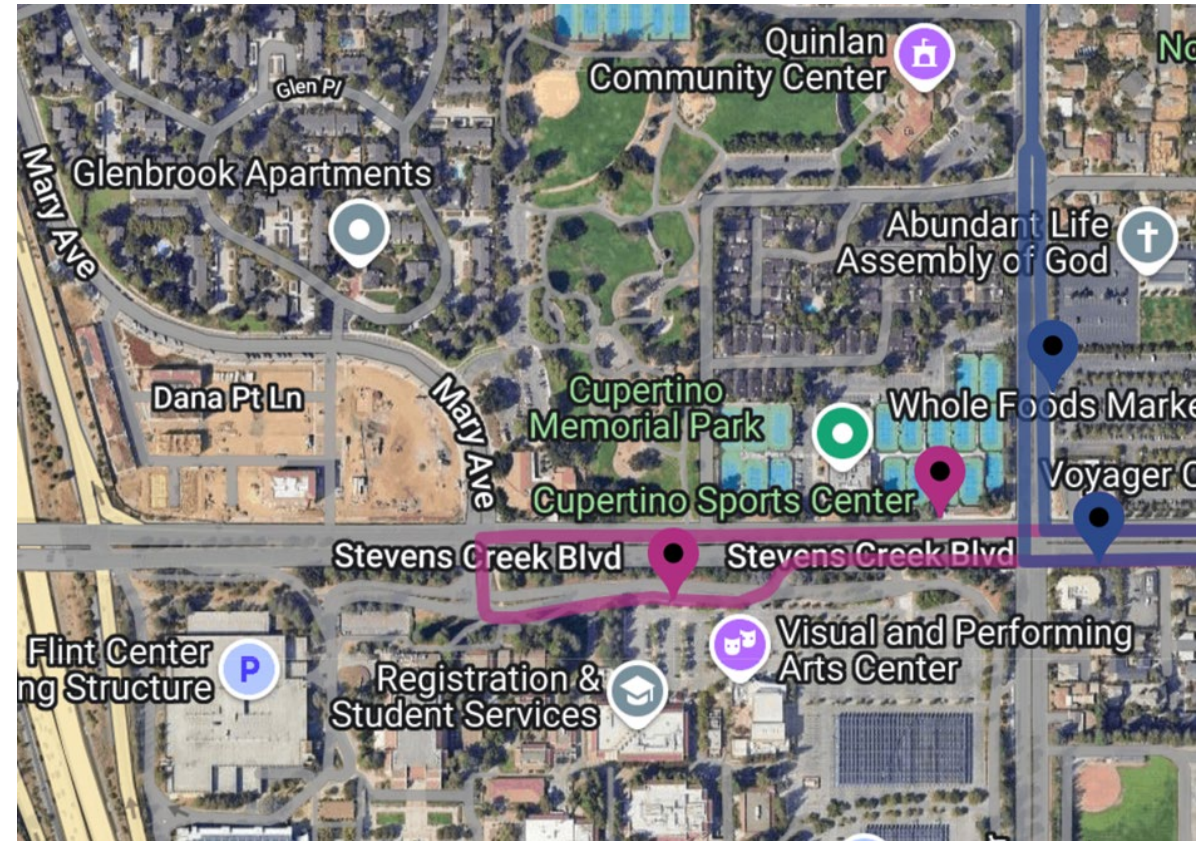 Quinlan
Community Center
No
Glen Pl
Mary Ave
Glenbrook Apartments
Abundant Life
Assembly of God
Dana Pt Ln
Mary Ave
Cupertino
Memorial Park
Whole Foods Marke
Cupertino Sports Center
Voyager C
Stevens Creek Blvd
Stevens Creek Blvd
Flint Center
ng Structure
P
Registration &
Student Services
Visual and Performing
Arts Center